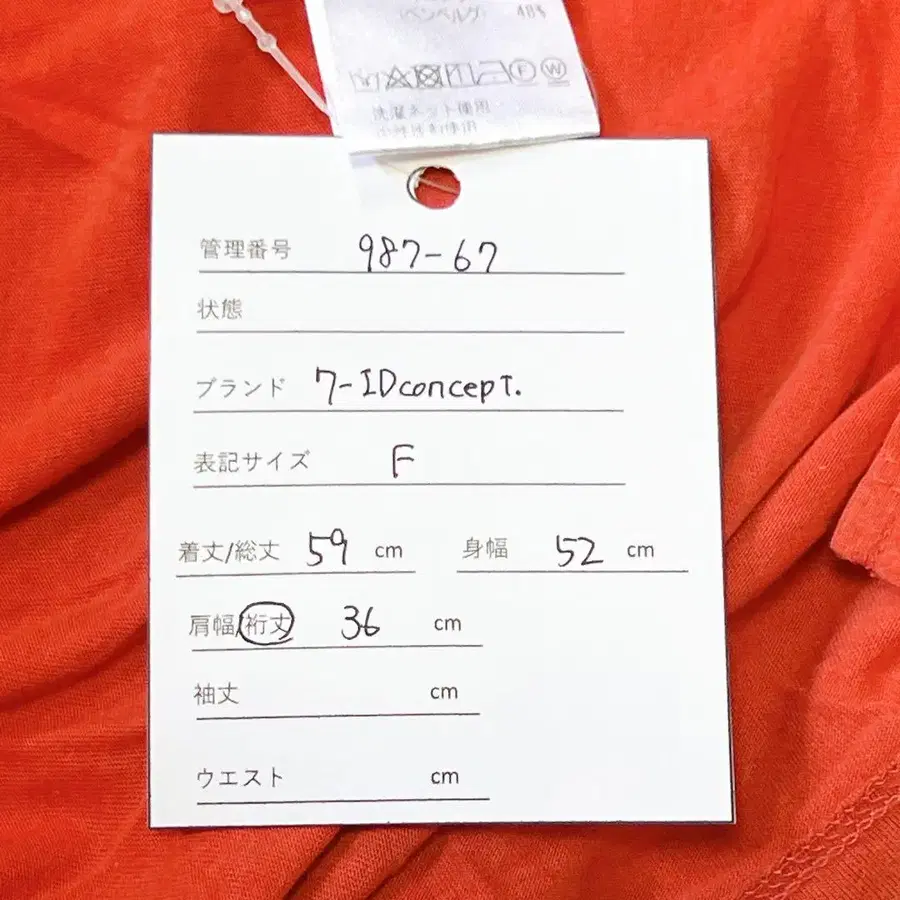 (ベンベルグ) 40%
洗濯ネット使用
管理番号 987-67
状態
ブランド 7-IDconcept.
表記サイズ F
着丈/総丈 59 cm 身幅 52 cm
肩幅/裄丈 36 cm
袖丈 cm
ウエスト cm